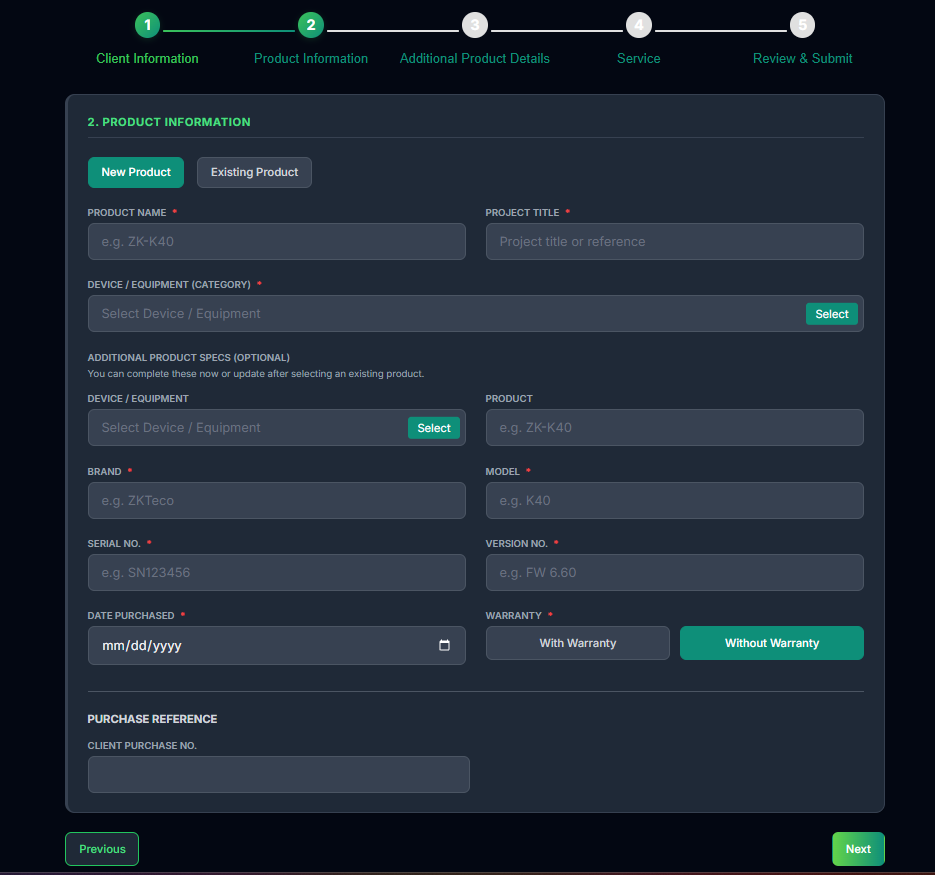 1 2 3 4 5
Client Information Product Information Additional Product Details Service Review & Submit
2. PRODUCT INFORMATION
New Product Existing Product
PRODUCT NAME * PROJECT TITLE *
e.g. ZK-K40 Project title or reference
DEVICE / EQUIPMENT (CATEGORY) *
Select Device / Equipment Select
ADDITIONAL PRODUCT SPECS (OPTIONAL)
You can complete these now or update after selecting an existing product.
DEVICE / EQUIPMENT PRODUCT
Select Device / Equipment Select e.g. ZK-K40
BRAND * MODEL *
e.g. ZKTeco e.g. K40
SERIAL NO. * VERSION NO. *
e.g. SN123456 e.g. FW 6.60
DATE PURCHASED * WARRANTY *
mm/dd/yyyy With Warranty Without Warranty
PURCHASE REFERENCE
CLIENT PURCHASE NO.
Previous Next